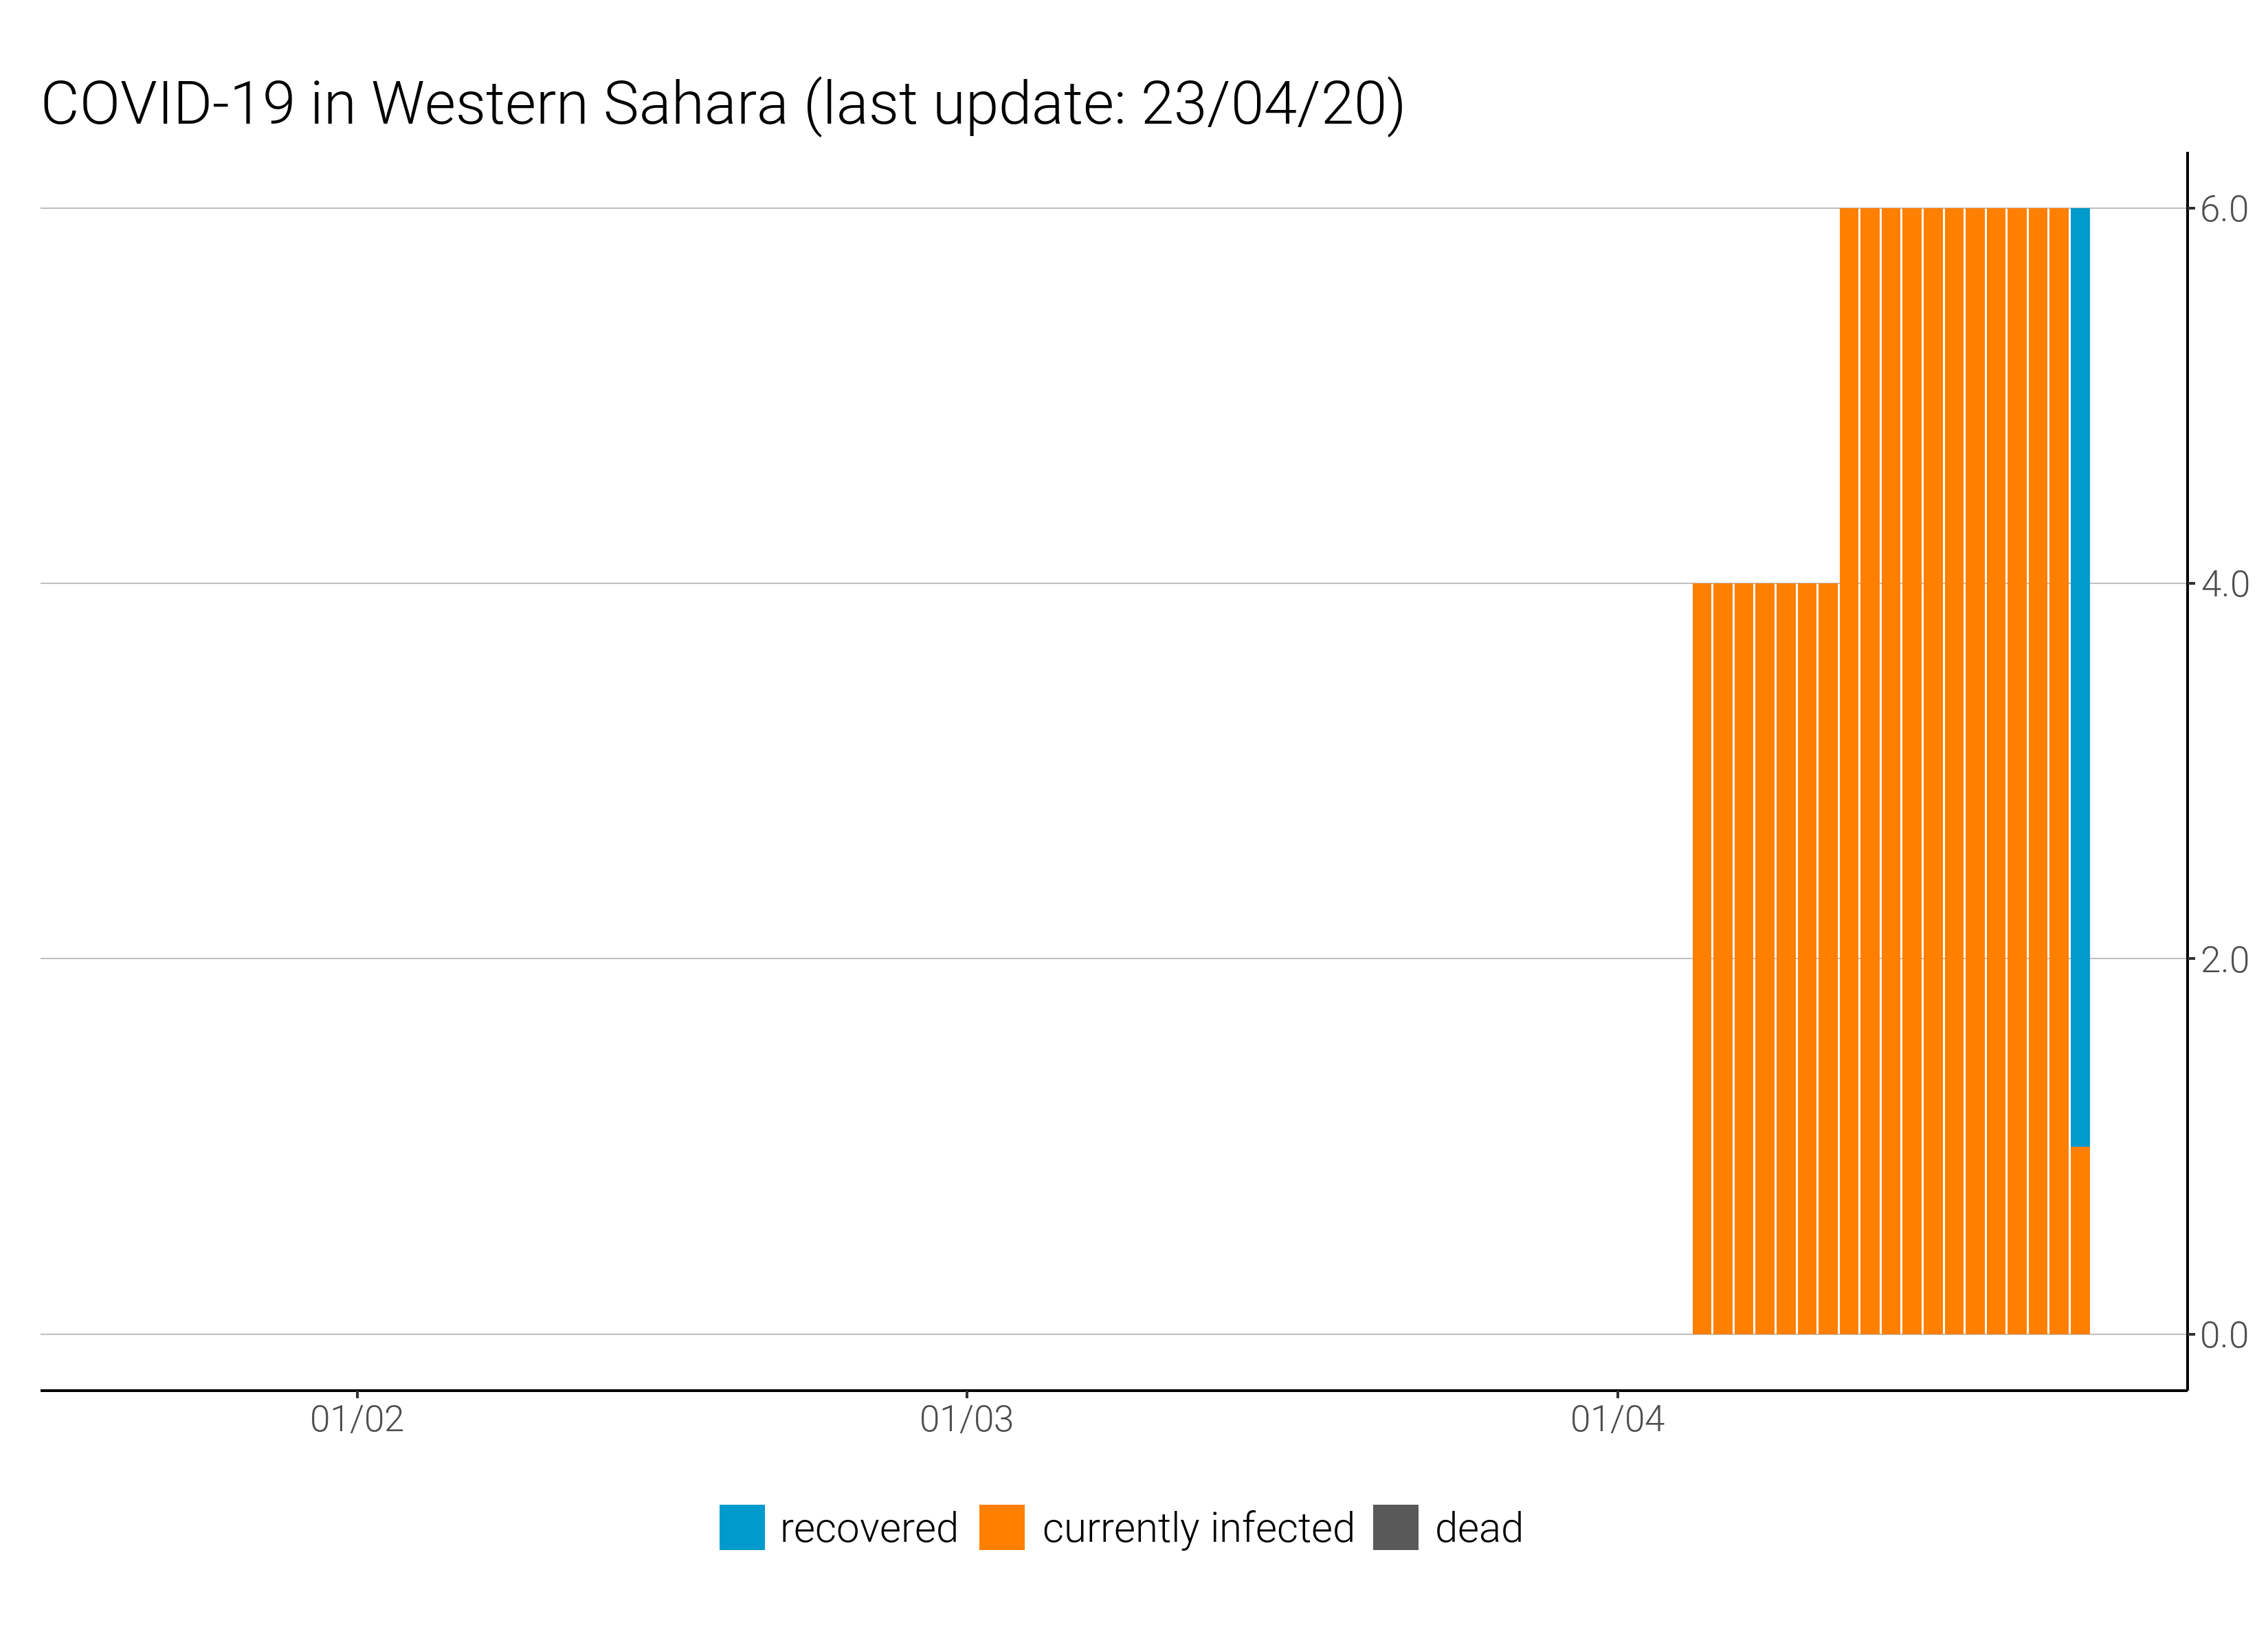 COVID-19 in Western Sahara (last update: 23/04/20)
6.0
4.0
2.0
0.0
01/02 01/03 01/04
recovered currently infected dead